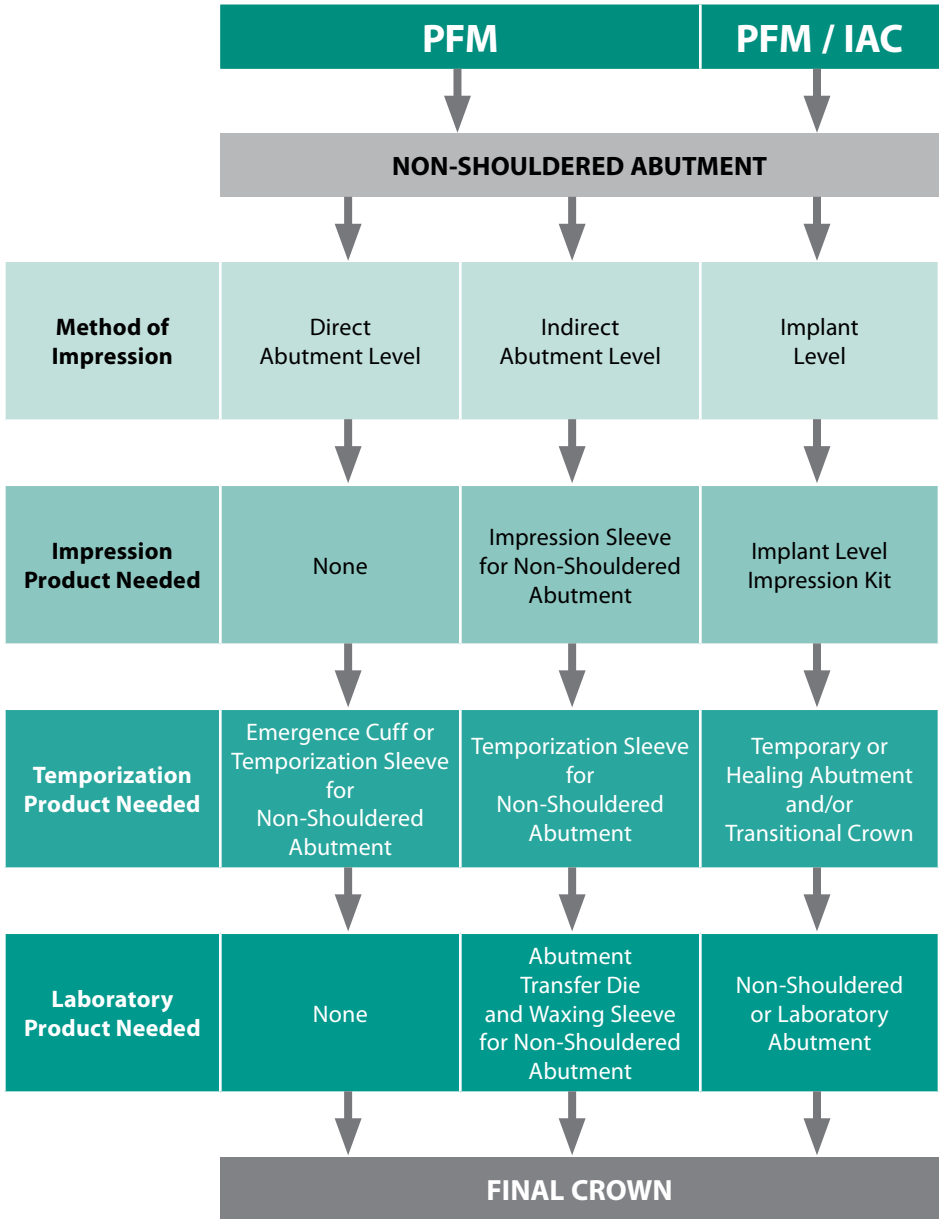 PFM
PFM / IAC
NON-SHOULDERED ABUTMENT
Method of
Impression
Direct
Abutment Level
Indirect
Abutment Level
Implant
Level
Impression
Product Needed
None
Impression Sleeve
for Non-Shouldered
Abutment
Implant Level
Impression Kit
Temporization
Product Needed
Emergence Cuff or
Temporization Sleeve
for
Non-Shouldered
Abutment
Temporization Sleeve
for
Non-Shouldered
Abutment
Temporary or
Healing Abutment
and/or
Transitional Crown
Laboratory
Product Needed
None
Abutment
Transfer Die
and Waxing Sleeve
for Non-Shouldered
Abutment
Non-Shouldered
or Laboratory
Abutment
FINAL CROWN